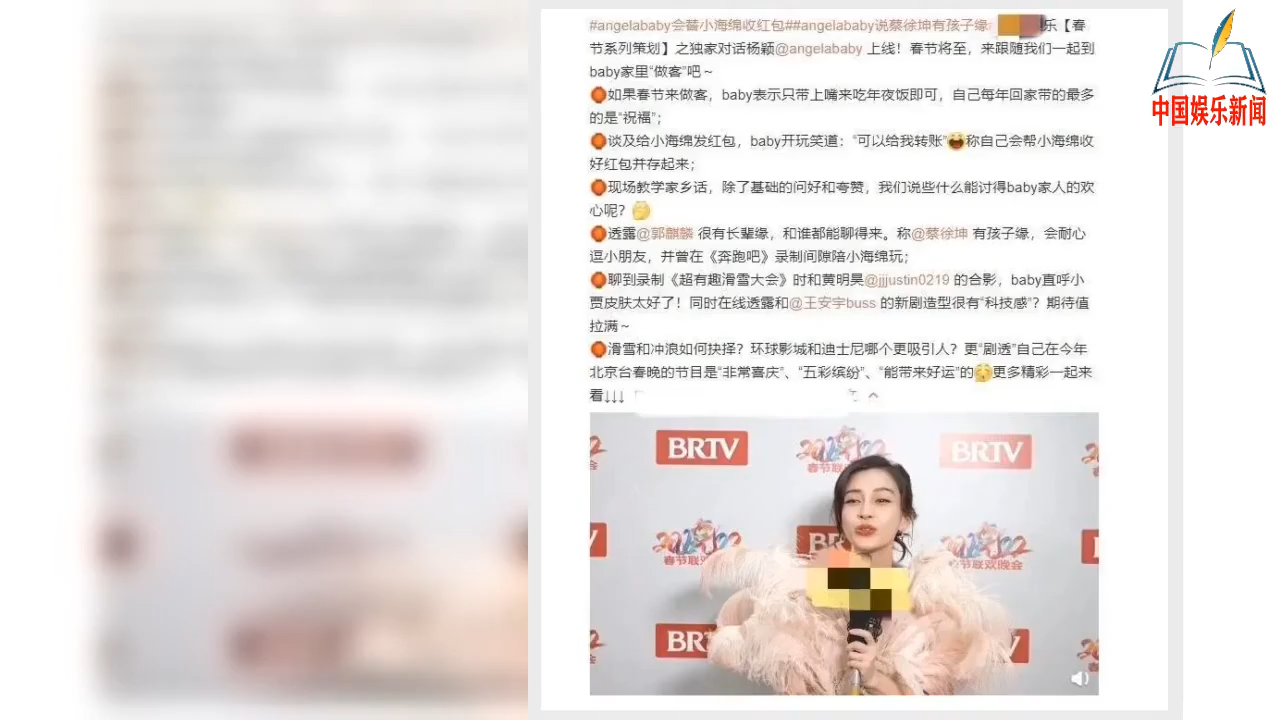 #angelababy会替小海绵收红包##angelababy说蔡徐坤有孩子缘 乐【春
节系列策划】之独家对话杨颖@angelababy 上线！春节将至，来跟随我们一起到
baby家里“做客”吧～
如果春节来做客，baby表示只带上嘴来吃年夜饭即可，自己每年回家带的最多
的是“祝福”；
谈及给小海绵发红包，baby开玩笑道：“可以给我转账”称自己会帮小海绵收
好红包并存起来；
现场教学家乡话，除了基础的问好和夸赞，我们说些什么能讨得baby家人的欢
心呢？
透露@郭麒麟 很有长辈缘，和谁都能聊得来。称@蔡徐坤 有孩子缘，会耐心
逗小朋友，并曾在《奔跑吧》录制间隙陪小海绵玩；
聊到录制《超有趣滑雪大会》时和黄明昊@jjjustin0219 的合影，baby直呼小
贾皮肤太好了！同时在线透露和@王安宇buss 的新剧造型很有“科技感”？期待值
拉满～
滑雪和冲浪如何抉择？环球影城和迪士尼哪个更吸引人？更“剧透”自己在今年
北京台春晚的节目是“非常喜庆”、“五彩缤纷”、“能带来好运”的更多精彩一起来
看↓↓↓
中国娱乐新闻
BRTV
2022
春节联欢晚会
BRTV
春节联欢晚会
BR
2022
春节联欢晚会
BR